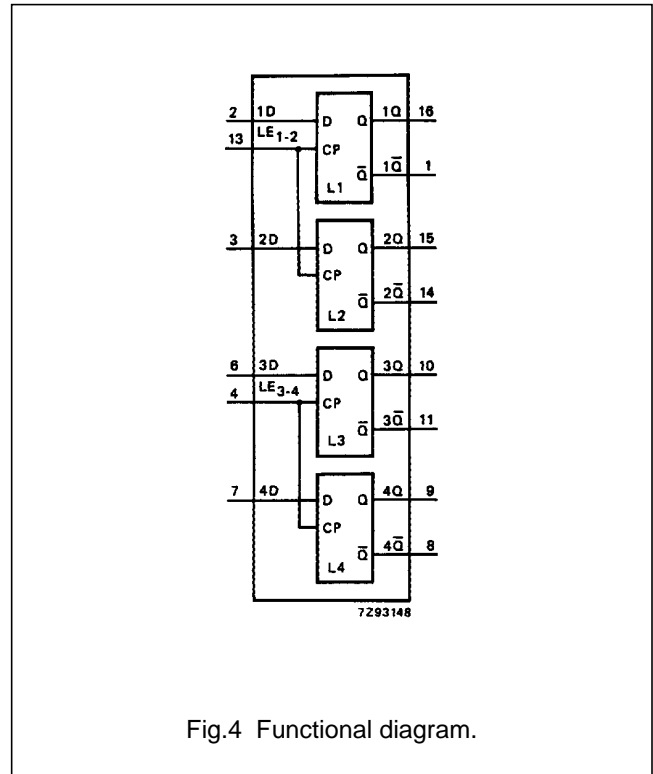 2 1D D Q 1Q 16
13 LE1-2 CP
Q̅ 1Q̅ 1
L1
3 2D D Q 2Q 15
CP
Q̅ 2Q̅ 14
L2
6 3D D Q 3Q 10
4 LE3-4 CP
Q̅ 3Q̅ 11
L3
7 4D D Q 4Q 9
CP
Q̅ 4Q̅ 8
L4
7Z93148
Fig.4 Functional diagram.